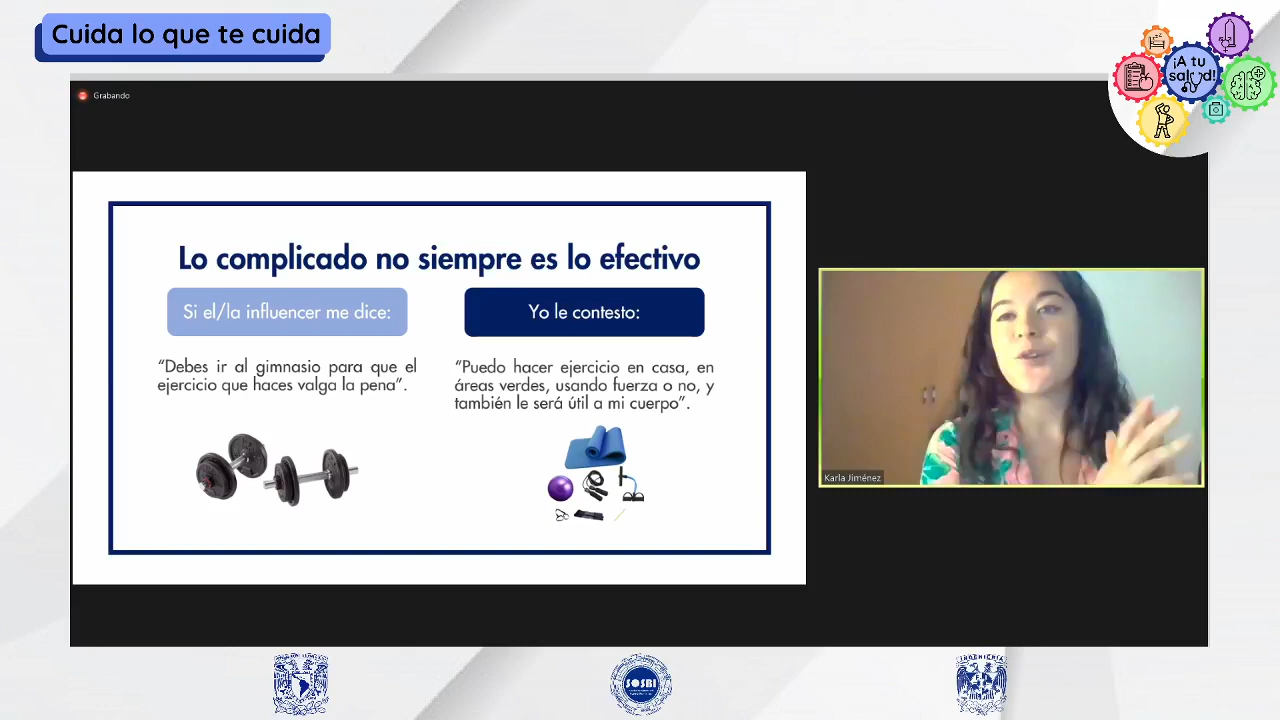 Cuida lo que te cuida
¡A tu
salud!
Grabando
Lo complicado no siempre es lo efectivo
Si el/la influencer me dice:
Yo le contesto:
“Debes ir al gimnasio para que el
ejercicio que haces valga la pena”.
“Puedo hacer ejercicio en casa, en
áreas verdes, usando fuerza o no, y
también le será útil a mi cuerpo”.
Karla Jiménez
SOSBI